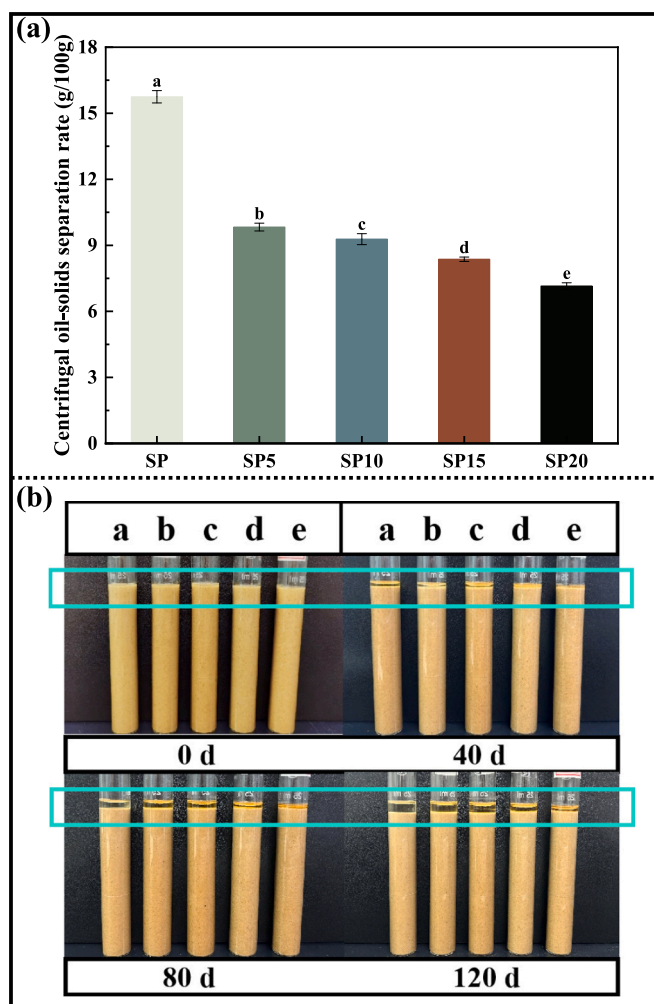 (a)
Centrifugal oil-solids separation rate (g/100g)
18
15
12
9
6
3
0
a
b
c
d
e
SP SP5 SP10 SP15 SP20
(b)
a b c d e a b c d e
0 d 40 d
80 d 120 d